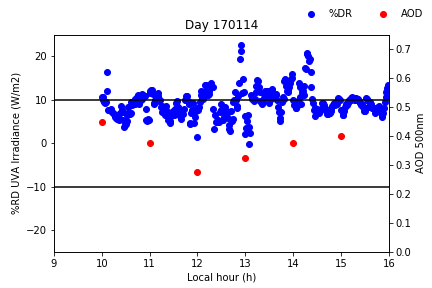 %DR AOD
Day 170114
%RD UVA Irradiance (W/m2)
20
10
0
−10
−20
0.7
0.6
0.5
0.4
0.3
0.2
0.1
0.0
AOD 500nm
9 10 11 12 13 14 15 16
Local hour (h)